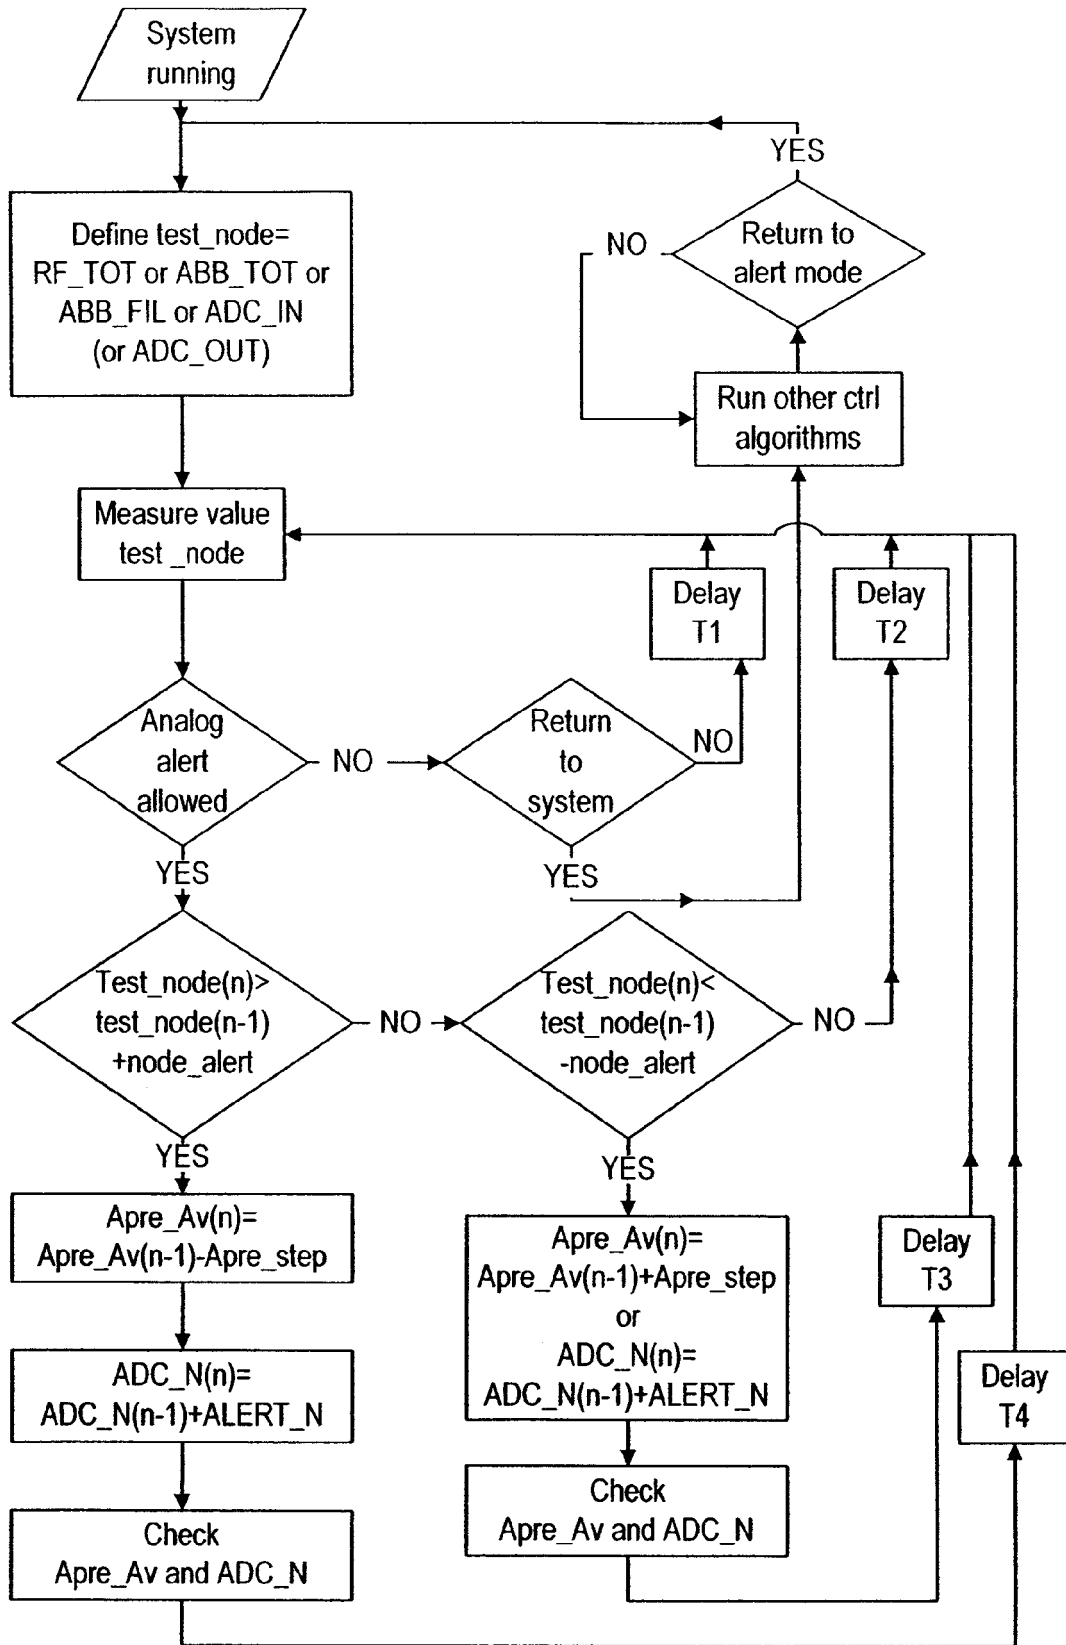 System
running
YES
Define test_node=
RF_TOT or ABB_TOT or
ABB_FIL or ADC_IN
(or ADC_OUT)
NO
Return to
alert mode
Run other ctrl
algorithms
Measure value
test _node
Delay
T1
Delay
T2
Analog
alert
allowed
NO
Return
to
system
NO
YES
YES
Test_node(n)>
test_node(n-1)
+node_alert
NO
Test_node(n)<
test_node(n-1)
-node_alert
NO
YES
YES
Apre_Av(n)=
Apre_Av(n-1)-Apre_step
Apre_Av(n)=
Apre_Av(n-1)+Apre_step
or
ADC_N(n)=
ADC_N(n-1)+ALERT_N
Delay
T3
ADC_N(n)=
ADC_N(n-1)+ALERT_N
Delay
T4
Check
Apre_Av and ADC_N
Check
Apre_Av and ADC_N